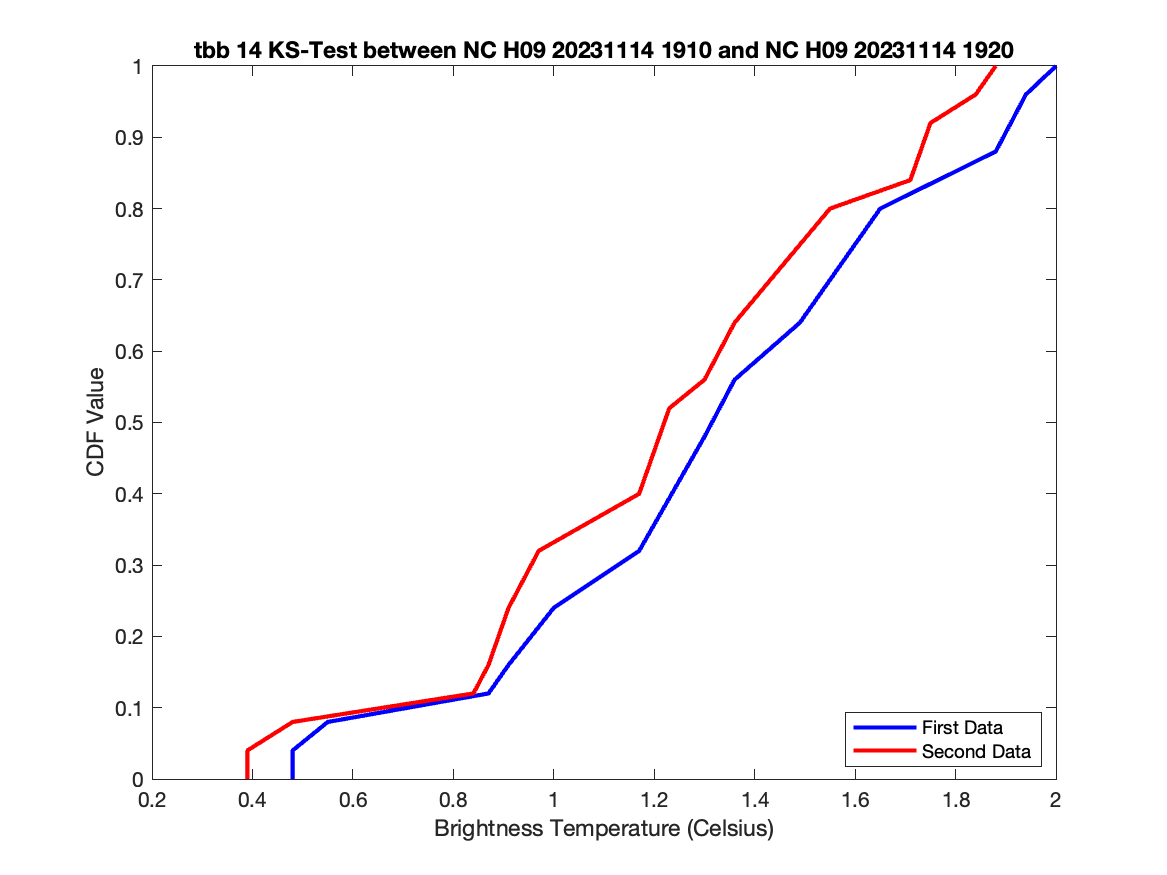 tbb 14 KS-Test between NC H09 20231114 1910 and NC H09 20231114 1920
1
0.9
0.8
0.7
0.6
0.5
0.4
0.3
0.2
0.1
0
CDF Value
0.2 0.4 0.6 0.8 1 1.2 1.4 1.6 1.8 2
Brightness Temperature (Celsius)
First Data
Second Data